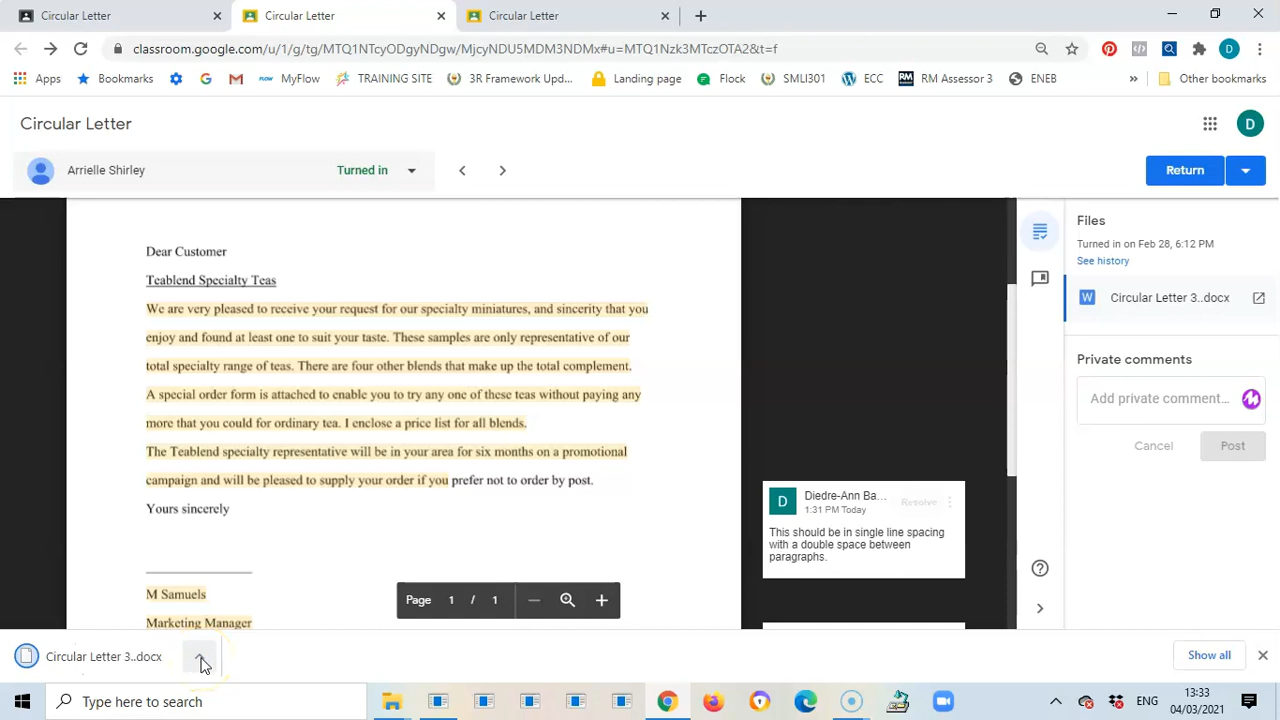 Circular Letter
Circular Letter
Circular Letter
classroom.google.com/u/1/g/tg/MTQ1NTcyODgyNDgw/MjcyNDU5MDM3NDMx#u=MTQ1Nzk3MTczOTA2&t=f
Apps Bookmarks MyFlow TRAINING SITE 3R Framework Upd... Landing page Flock SMLI301 ECC RM Assessor 3 ENEB » Other bookmarks
Circular Letter
D
Arrielle Shirley Turned in
Return
Dear Customer
Teablend Specialty Teas
We are very pleased to receive your request for our specialty miniatures, and sincerity that you
enjoy and found at least one to suit your taste. These samples are only representative of our
total specialty range of teas. There are four other blends that make up the total complement.
A special order form is attached to enable you to try any one of these teas without paying any
more that you could for ordinary tea. I enclose a price list for all blends.
The Teablend specialty representative will be in your area for six months on a promotional
campaign and will be pleased to supply your order if you prefer not to order by post.
Yours sincerely
M Samuels
Marketing Manager
Page 1 / 1
D Diedre-Ann Ba... Resolve
1:31 PM Today
This should be in single line spacing
with a double space between
paragraphs.
Files
Turned in on Feb 28, 6:12 PM
See history
W Circular Letter 3..docx
Private comments
Add private comment...
Cancel Post
Circular Letter 3..docx
Show all
Type here to search
ENG
13:33
04/03/2021